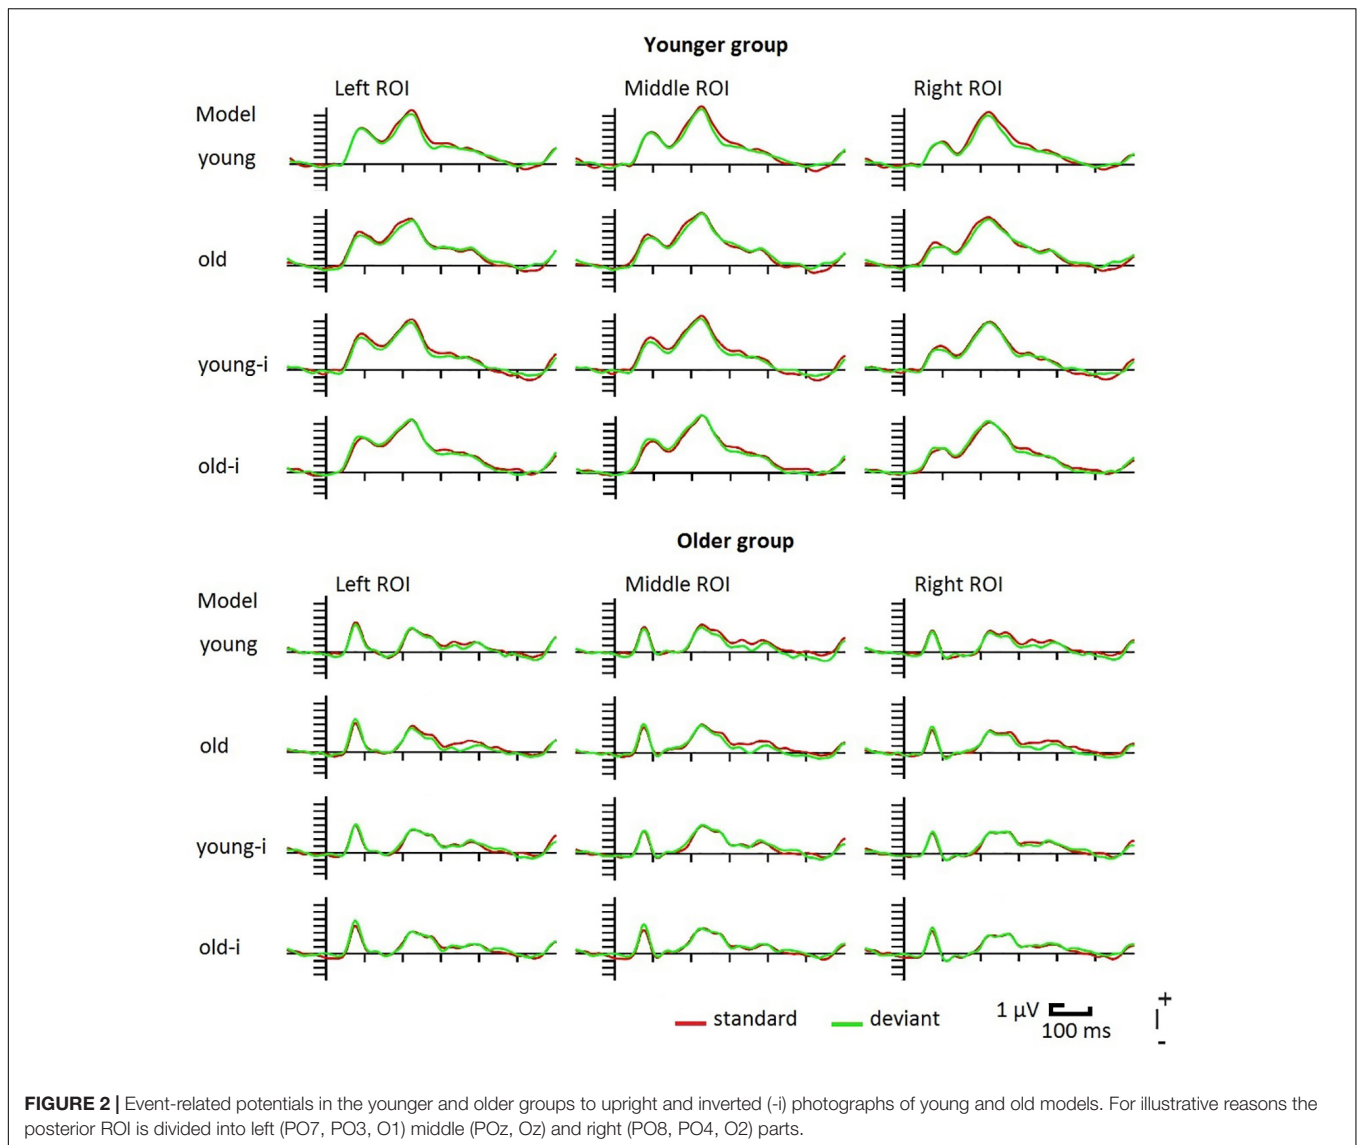 Younger group
Left ROI Middle ROI Right ROI
Model
young
old
young-i
old-i
Older group
Left ROI Middle ROI Right ROI
Model
young
old
young-i
old-i
standard deviant 1 µV 100 ms + -
FIGURE 2 | Event-related potentials in the younger and older groups to upright and inverted (-i) photographs of young and old models. For illustrative reasons the
posterior ROI is divided into left (PO7, PO3, O1) middle (POz, Oz) and right (PO8, PO4, O2) parts.